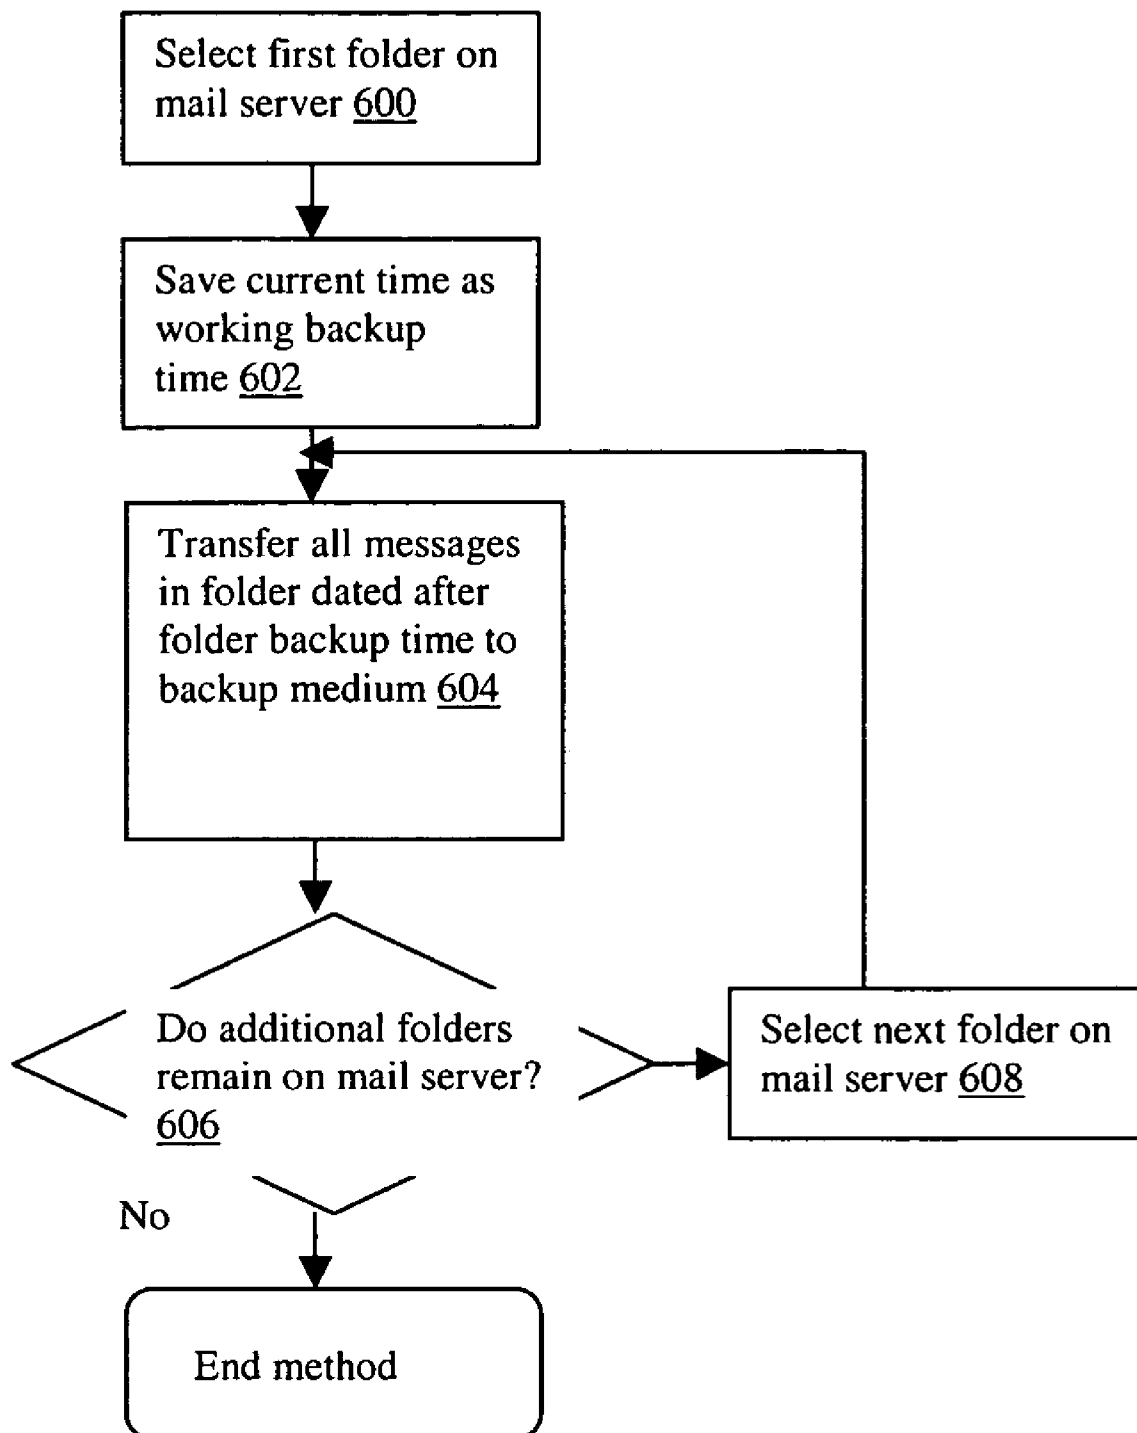 Select first folder on
mail server 600
Save current time as
working backup
time 602
Transfer all messages
in folder dated after
folder backup time to
backup medium 604
Do additional folders
remain on mail server?
606
Select next folder on
mail server 608
No
End method